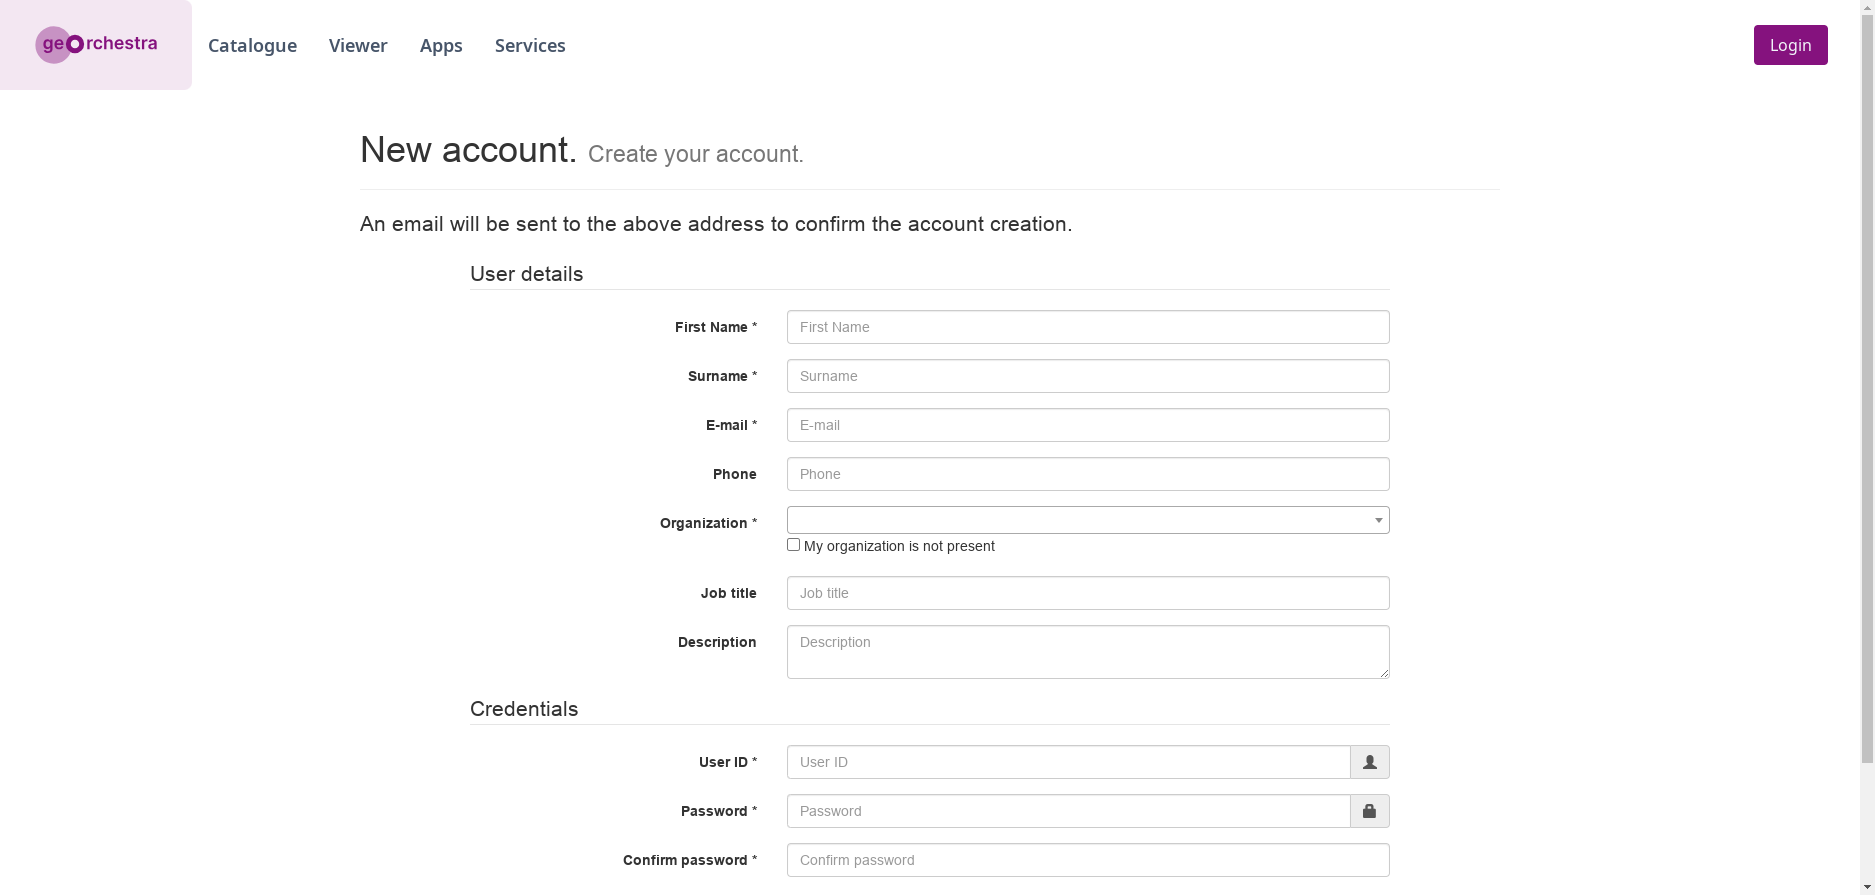 geOrchestra
Catalogue Viewer Apps Services Login
New account. Create your account.
An email will be sent to the above address to confirm the account creation.
User details
First Name * First Name
Surname * Surname
E-mail * E-mail
Phone Phone
Organization *
My organization is not present
Job title Job title
Description Description
Credentials
User ID * User ID
Password * Password
Confirm password * Confirm password